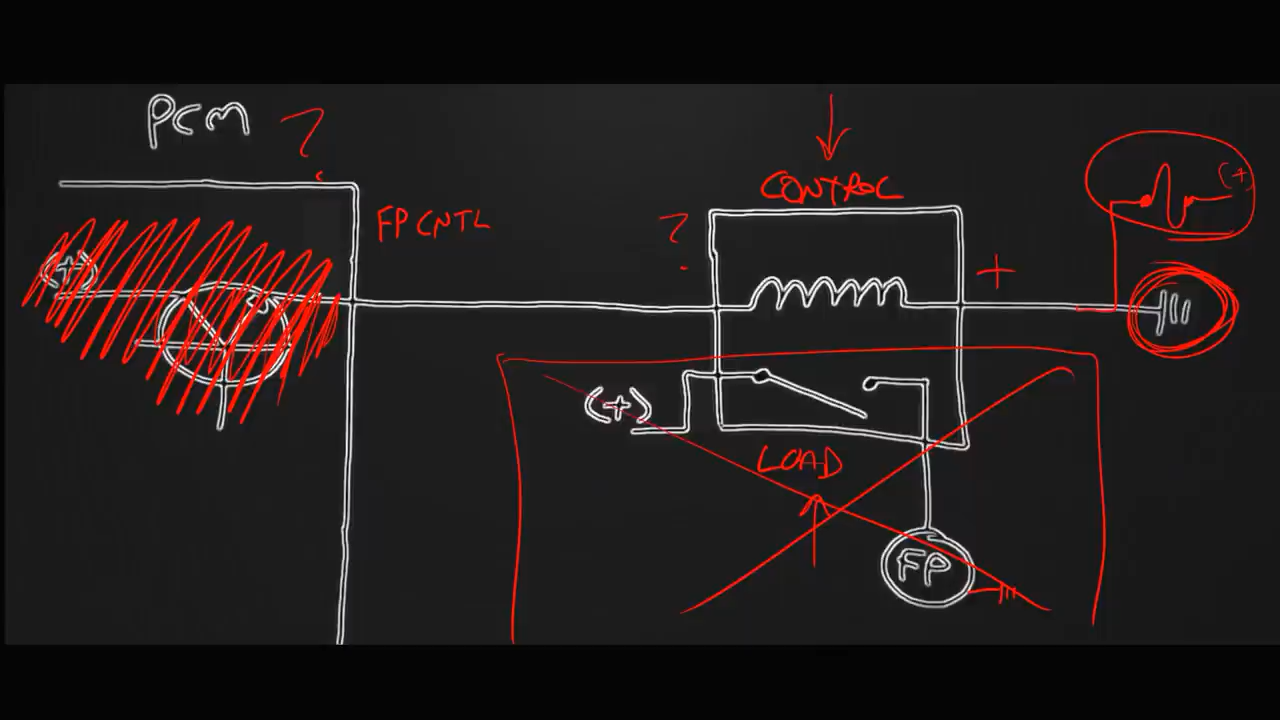 PCM ?
CONTROL
(+)
FP CNTL
?
(+)
+
(+)
LOAD
FP